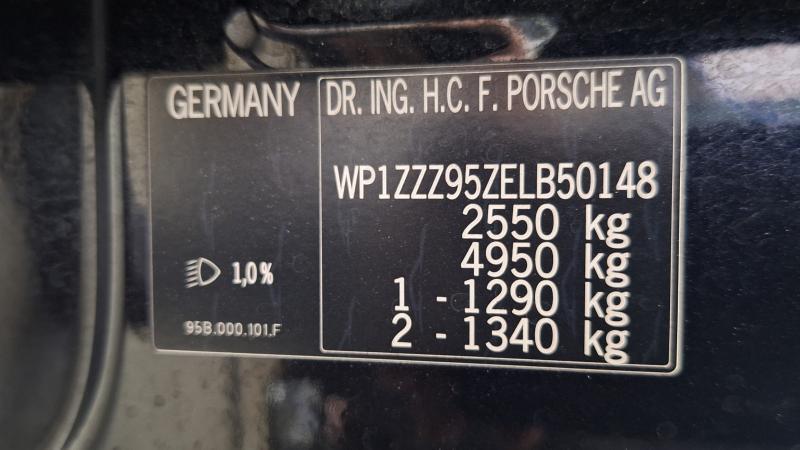 GERMANY
DR. ING. H.C. F. PORSCHE AG
WP1ZZZ95ZELB50148
2550 kg
4950 kg
1 - 1290 kg
2 - 1340 kg
1,0%
95B.000.101.F